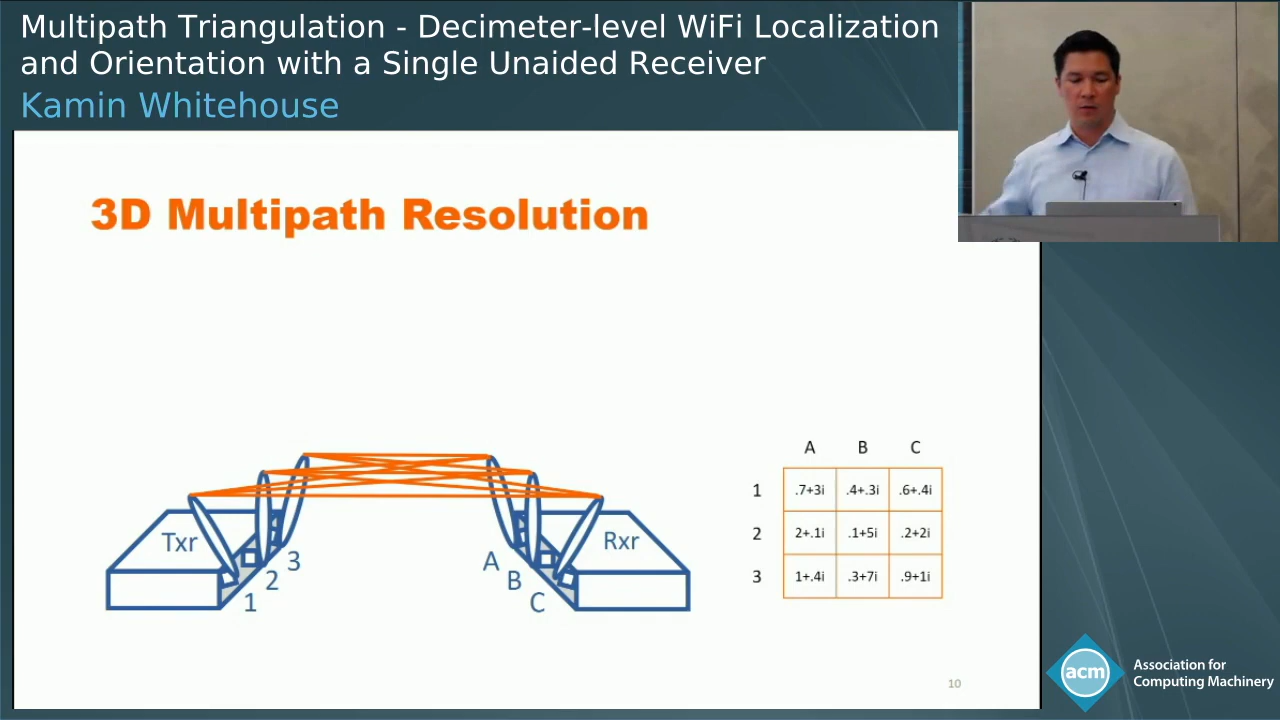 Multipath Triangulation - Decimeter-level WiFi Localization
and Orientation with a Single Unaided Receiver
Kamin Whitehouse
3D Multipath Resolution
Txr
1
2
3
Rxr
A
B
C
A B C
1 .7+3i .4+.3i .6+.4i
2 2+.1i .1+5i .2+2i
3 1+.4i .3+7i .9+1i
10
acm
Association for
Computing Machinery